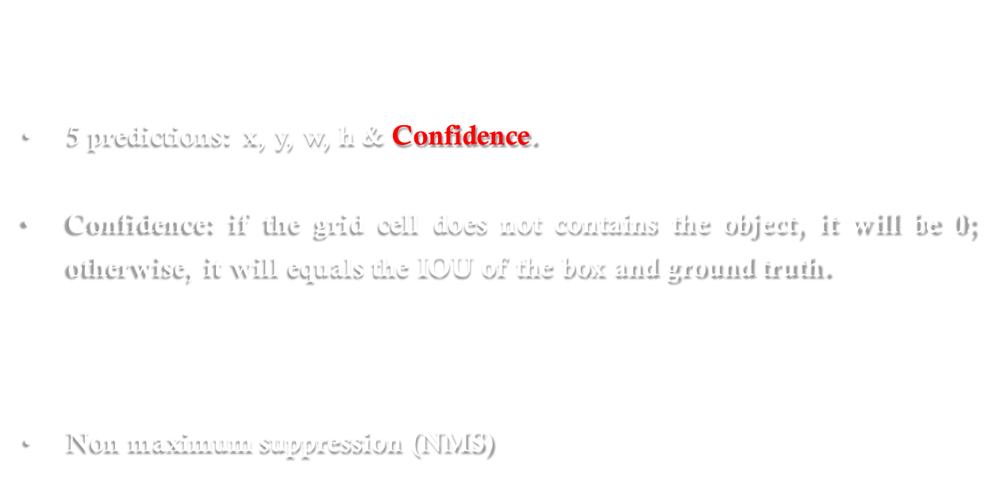 • 5 predictions: x, y, w, h & Confidence.
• Confidence: if the grid cell does not contains the object, it will be 0;
otherwise, it will equals the IOU of the box and ground truth.
• Non maximum suppression (NMS)